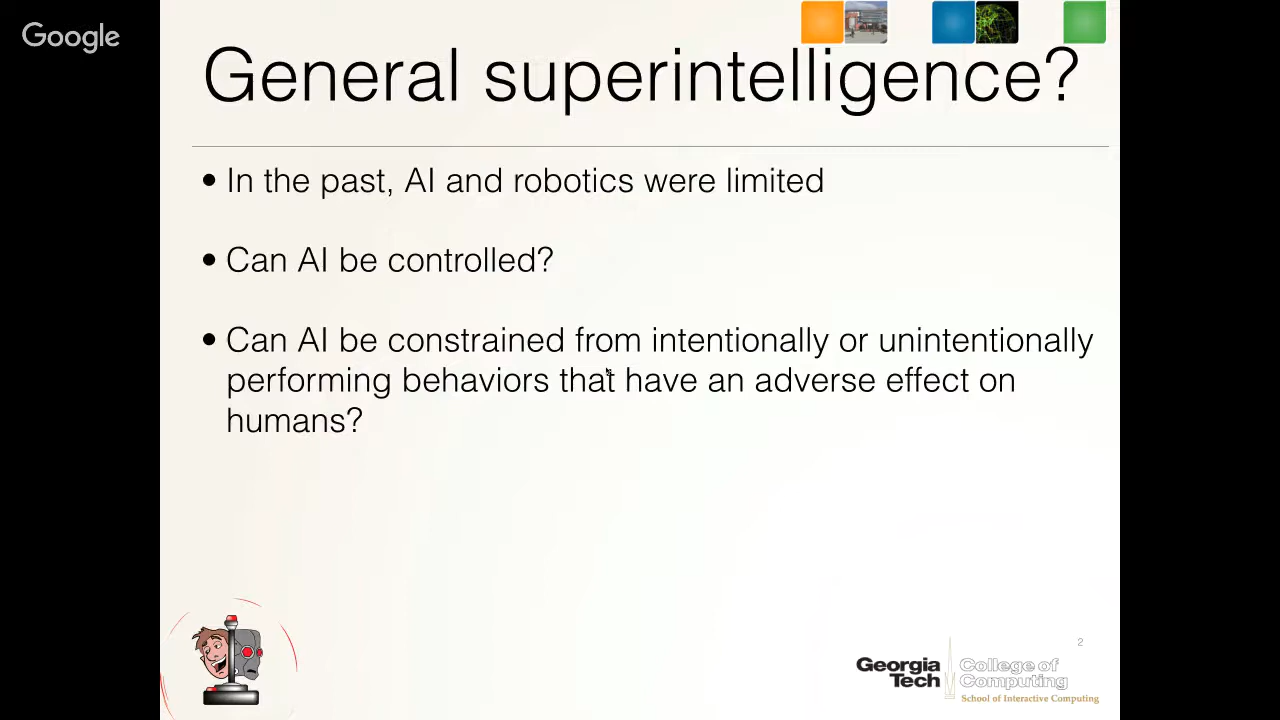 Google
General superintelligence?
• In the past, AI and robotics were limited
• Can AI be controlled?
• Can AI be constrained from intentionally or unintentionally
performing behaviors that have an adverse effect on
humans?
2
Georgia Tech
College of Computing
School of Interactive Computing